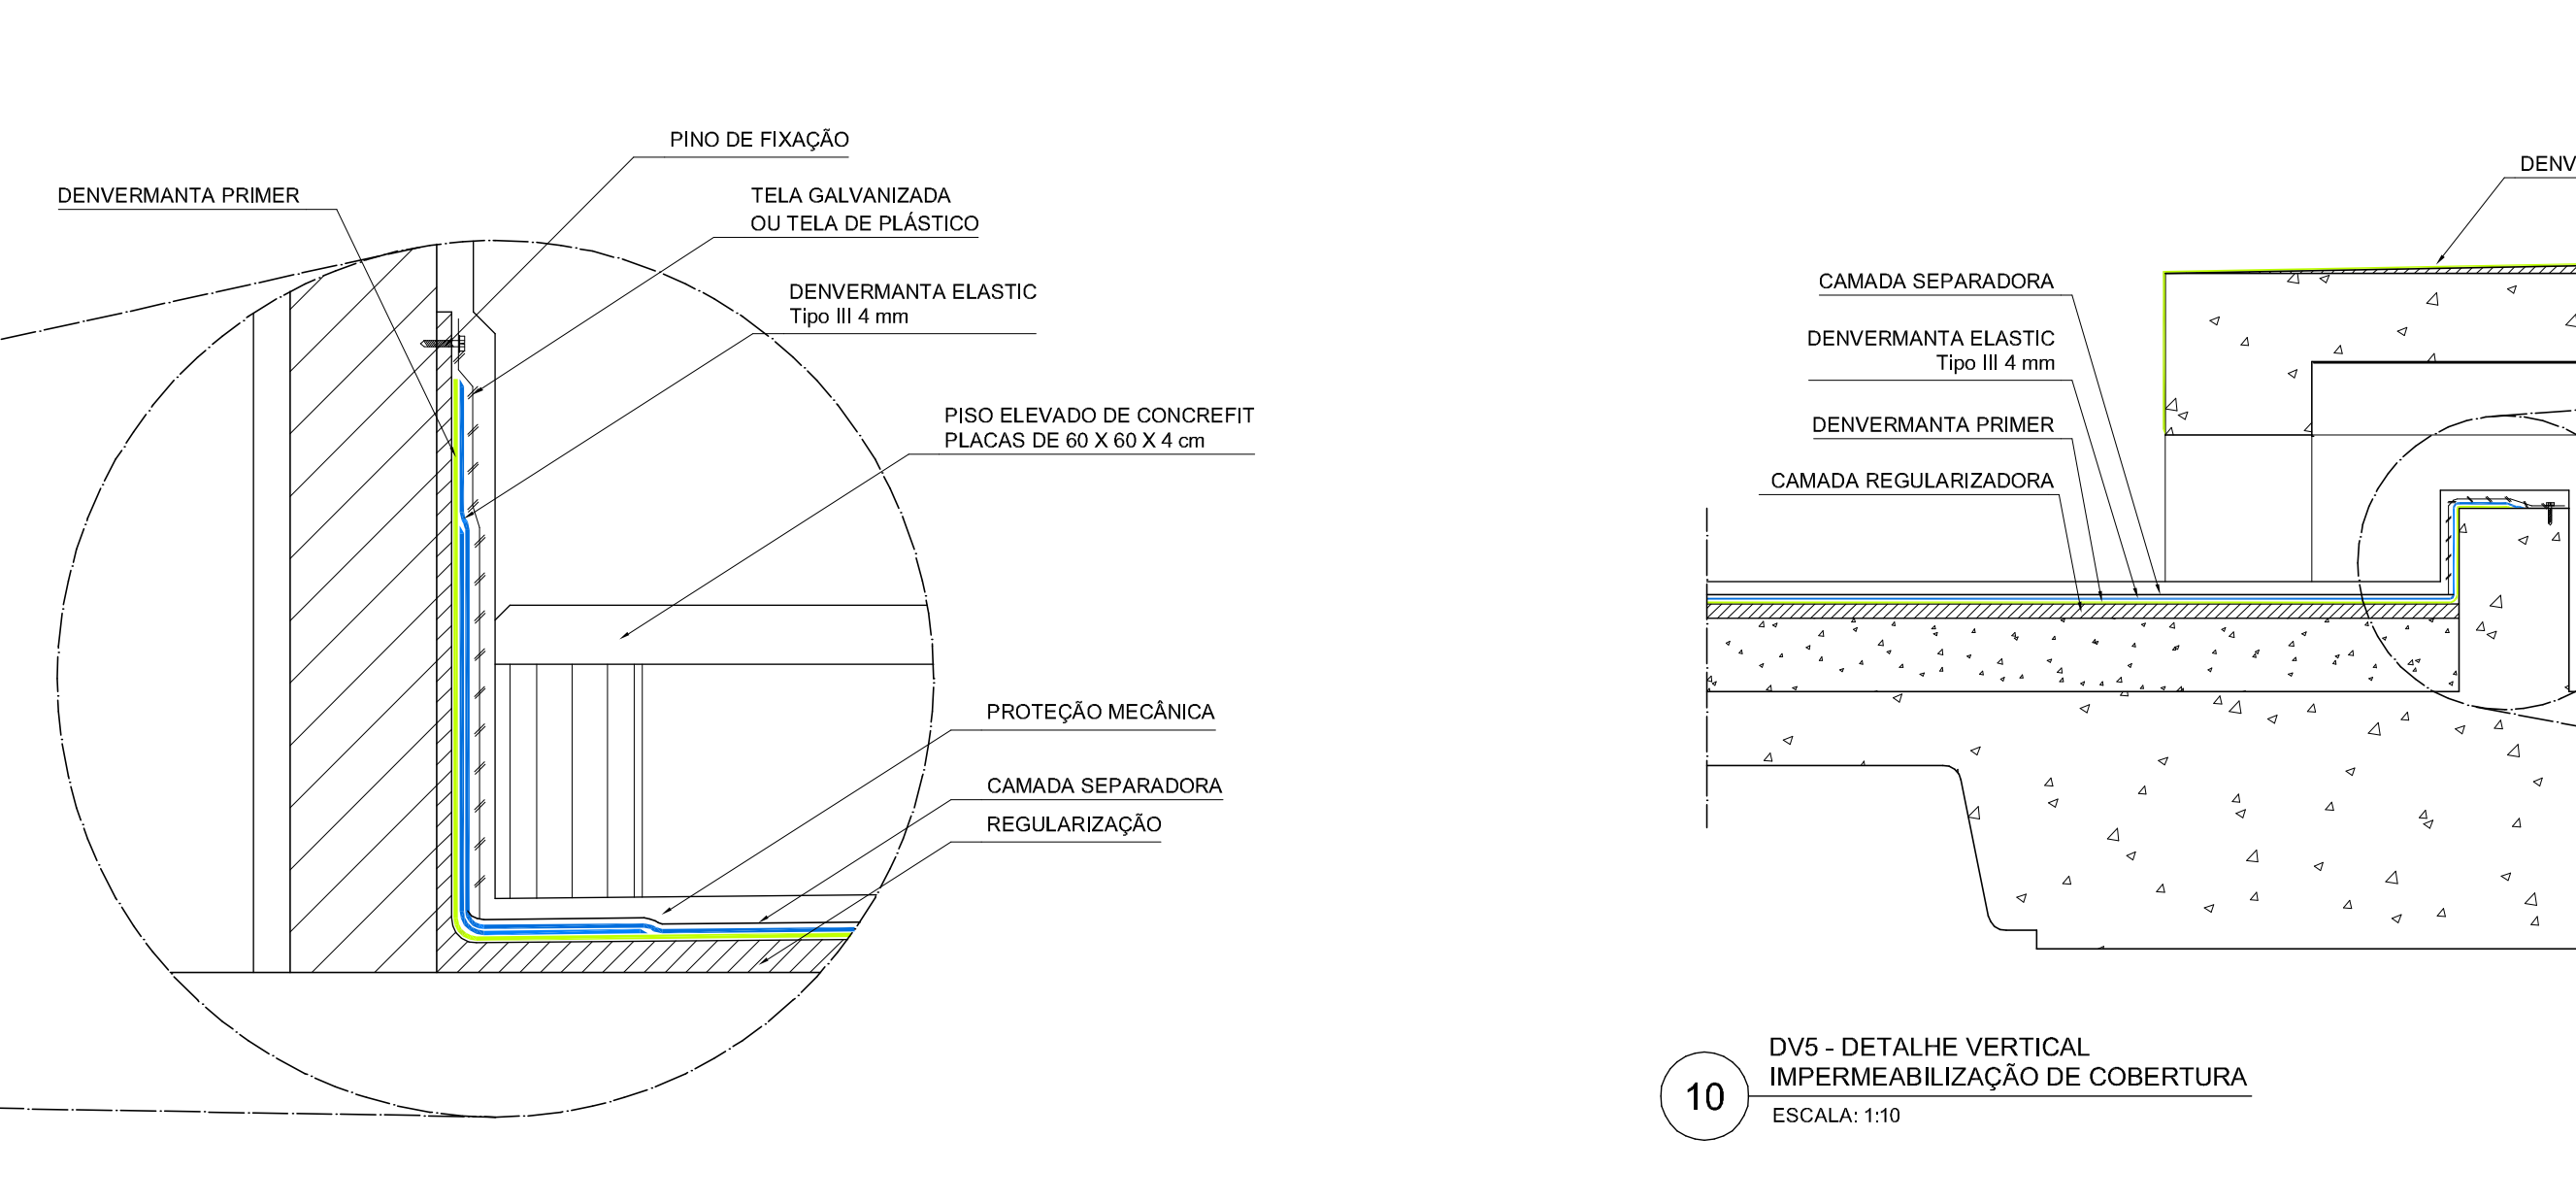 PINO DE FIXAÇÃO
DENVERMANTA PRIMER
TELA GALVANIZADA
OU TELA DE PLÁSTICO
DENVERMANTA ELASTIC
Tipo III 4 mm
PISO ELEVADO DE CONCREFIT
PLACAS DE 60 X 60 X 4 cm
PROTEÇÃO MECÂNICA
CAMADA SEPARADORA
REGULARIZAÇÃO
DENV
CAMADA SEPARADORA
DENVERMANTA ELASTIC
Tipo III 4 mm
DENVERMANTA PRIMER
CAMADA REGULARIZADORA
10
DV5 - DETALHE VERTICAL
IMPERMEABILIZAÇÃO DE COBERTURA
ESCALA: 1:10